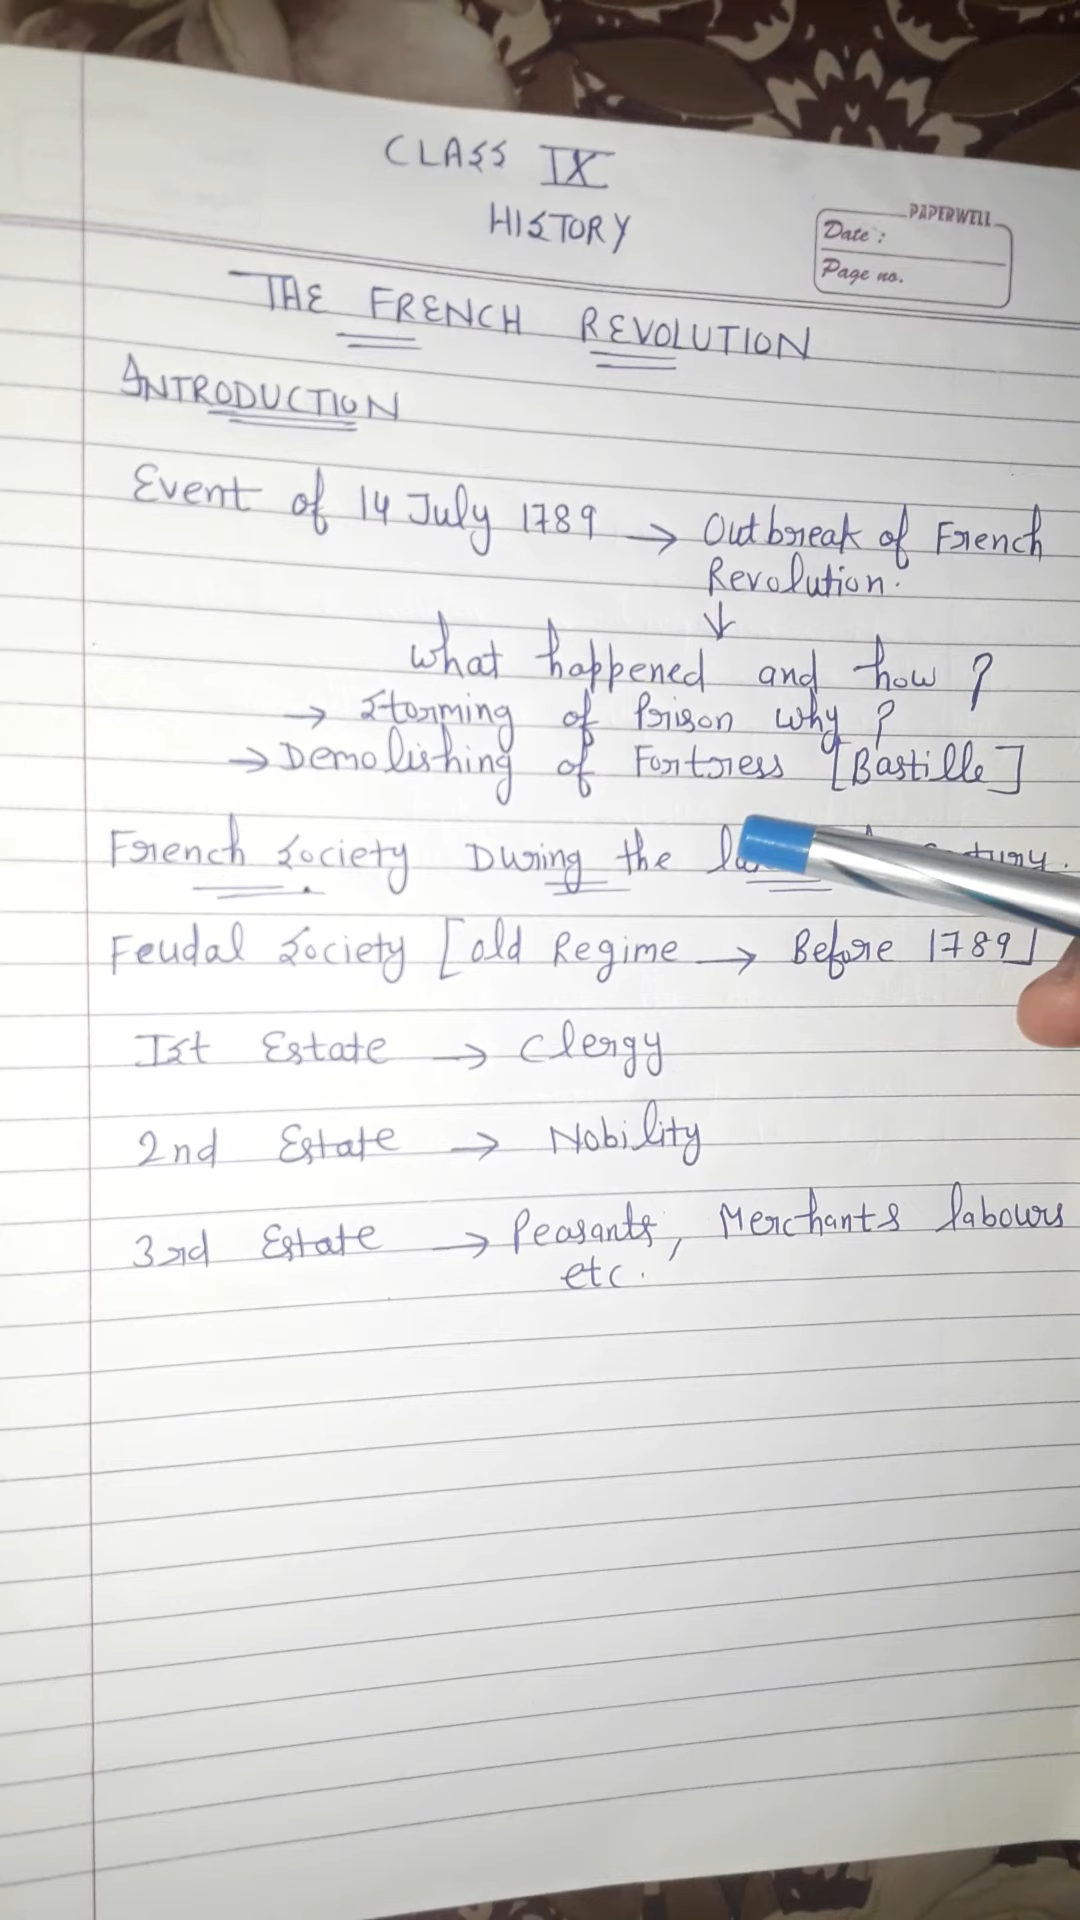 CLASS IX
HISTORY
PAPERWELL
Date :
Page no.
THE FRENCH REVOLUTION
INTRODUCTION
Event of 14 July 1789 → Outbreak of French
Revolution.
↓
what happened and how ?
→ Storming of Prison why ?
→ Demolishing of Fortress [Bastille]
French Society During the
Feudal Society [old Regime → Before 1789]
Ist Estate → Clergy
2nd Estate → Nobility
3rd Estate → Peasants, Merchants labours
etc.